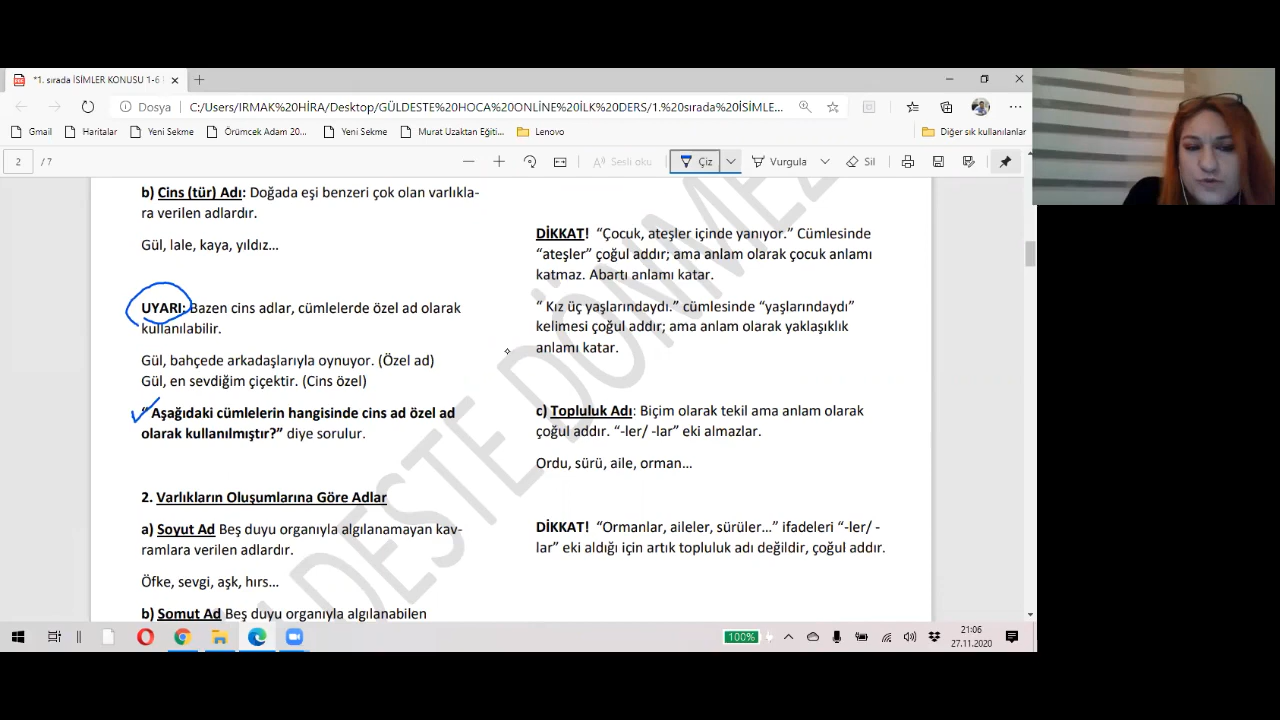 *1. sırada İSİMLER KONUSU 1-6
Dosya
C:/Users/IRMAK%20HİRA/Desktop/GÜLDESTE%20HOCA%20ONLİNE%20İLK%20DERS/1.%20sırada%20İSİMLE...
Gmail
Haritalar
Yeni Sekme
Örümcek Adam 20...
Yeni Sekme
Murat Uzaktan Eğiti...
Lenovo
Diğer sık kullanılanlar
2 / 7
Sesli oku
Çiz
Vurgula
Sil
b) Cins (tür) Adı: Doğada eşi benzeri çok olan varlıkla-
ra verilen adlardır.
Gül, lale, kaya, yıldız...
UYARI: Bazen cins adlar, cümlelerde özel ad olarak
kullanılabilir.
Gül, bahçede arkadaşlarıyla oynuyor. (Özel ad)
Gül, en sevdiğim çiçektir. (Cins özel)
“ Aşağıdaki cümlelerin hangisinde cins ad özel ad
olarak kullanılmıştır?” diye sorulur.
2. Varlıkların Oluşumlarına Göre Adlar
a) Soyut Ad Beş duyu organıyla algılanamayan kav-
ramlara verilen adlardır.
Öfke, sevgi, aşk, hırs...
b) Somut Ad Beş duyu organıyla algılanabilen
DİKKAT! “Çocuk, ateşler içinde yanıyor.” Cümlesinde
“ateşler” çoğul addır; ama anlam olarak çocuk anlamı
katmaz. Abartı anlamı katar.
“ Kız üç yaşlarındaydı.” cümlesinde “yaşlarındaydı”
kelimesi çoğul addır; ama anlam olarak yaklaşıklık
anlamı katar.
c) Topluluk Adı: Biçim olarak tekil ama anlam olarak
çoğul addır. “-ler/ -lar” eki almazlar.
Ordu, sürü, aile, orman...
DİKKAT! “Ormanlar, aileler, sürüler...” ifadeleri “-ler/ -
lar” eki aldığı için artık topluluk adı değildir, çoğul addır.
LDESTE DÖNMEZ
100%
21:06
27.11.2020